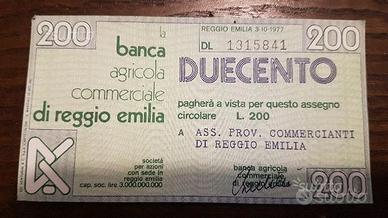 200
la
banca
agricola
commerciale
di reggio emilia
società
per azioni
con sede in
reggio emilia
cap. soc. lire 3.000.000.000
REGGIO EMILIA 3-10-1977
DL 1315841
200
DUECENTO
pagherà a vista per questo assegno
circolare L. 200
A ASS. PROV. COMMERCIANTI
DI REGGIO EMILIA
banca agricola
commerciale
di reggio emilia
200
subito